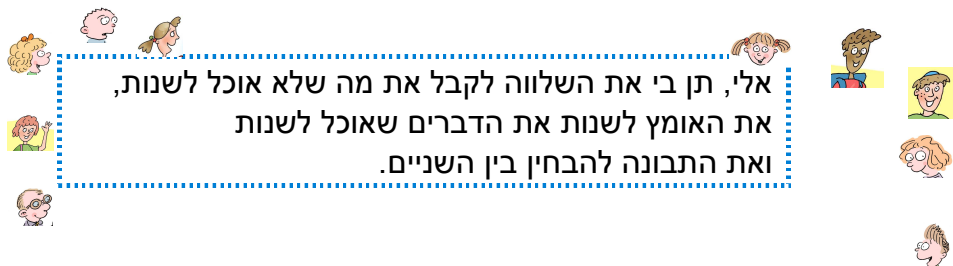 אלי, תן בי את השלווה לקבל את מה שלא אוכל לשנות,
את האומץ לשנות את הדברים שאוכל לשנות
ואת התבונה להבחין בין השניים.